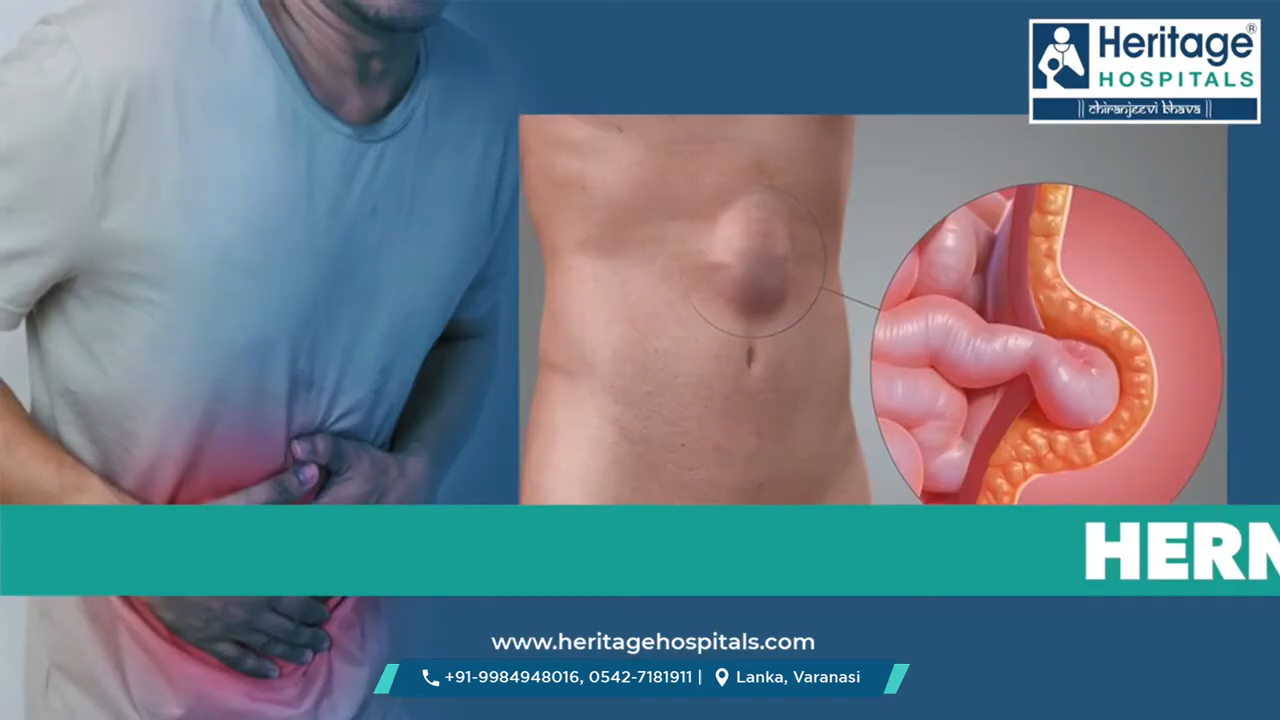 Heritage®
HOSPITALS
|| chiranjeevi bhava ||
HERN
www.heritagehospitals.com
+91-9984948016, 0542-7181911 | Lanka, Varanasi